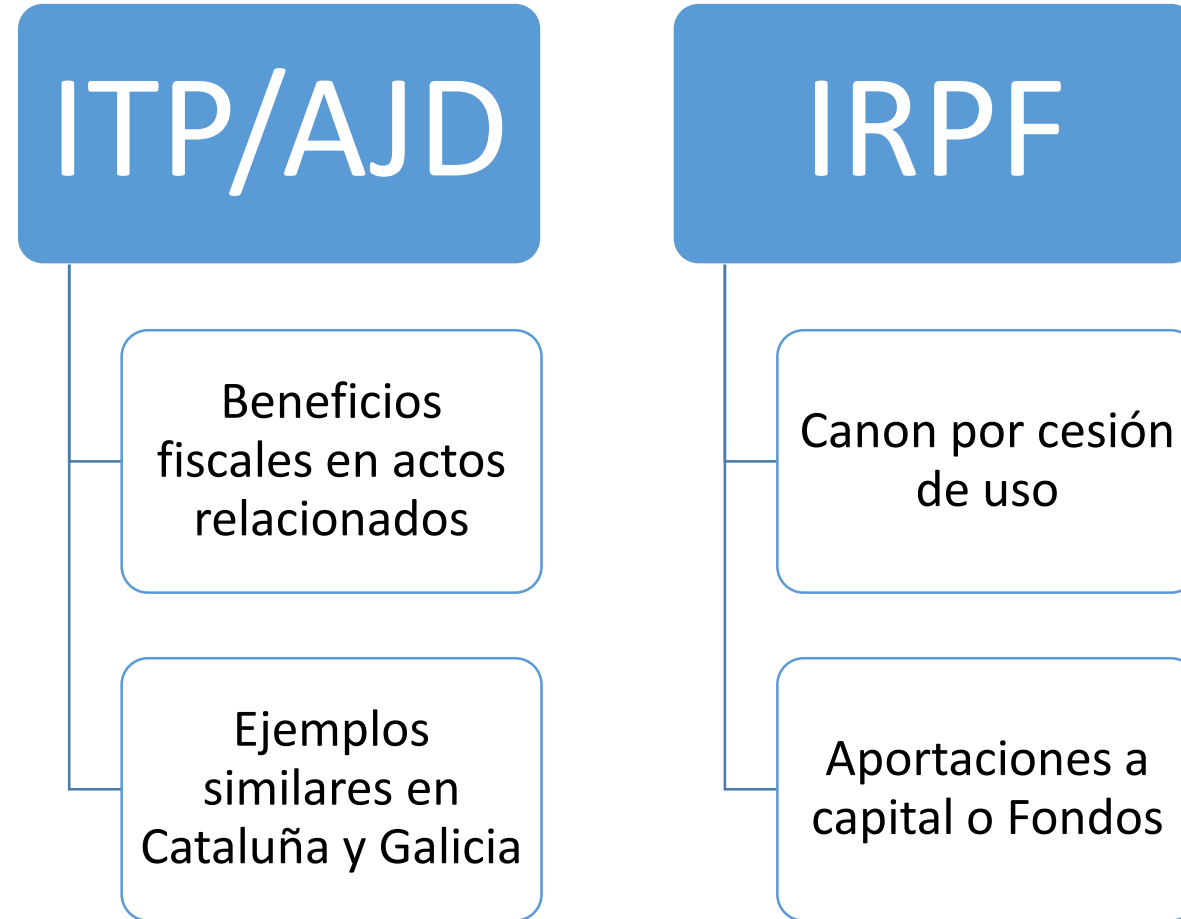 ITP/AJD
Beneficios
fiscales en actos
relacionados
Ejemplos
similares en
Cataluña y Galicia
IRPF
Canon por cesión
de uso
Aportaciones a
capital o Fondos